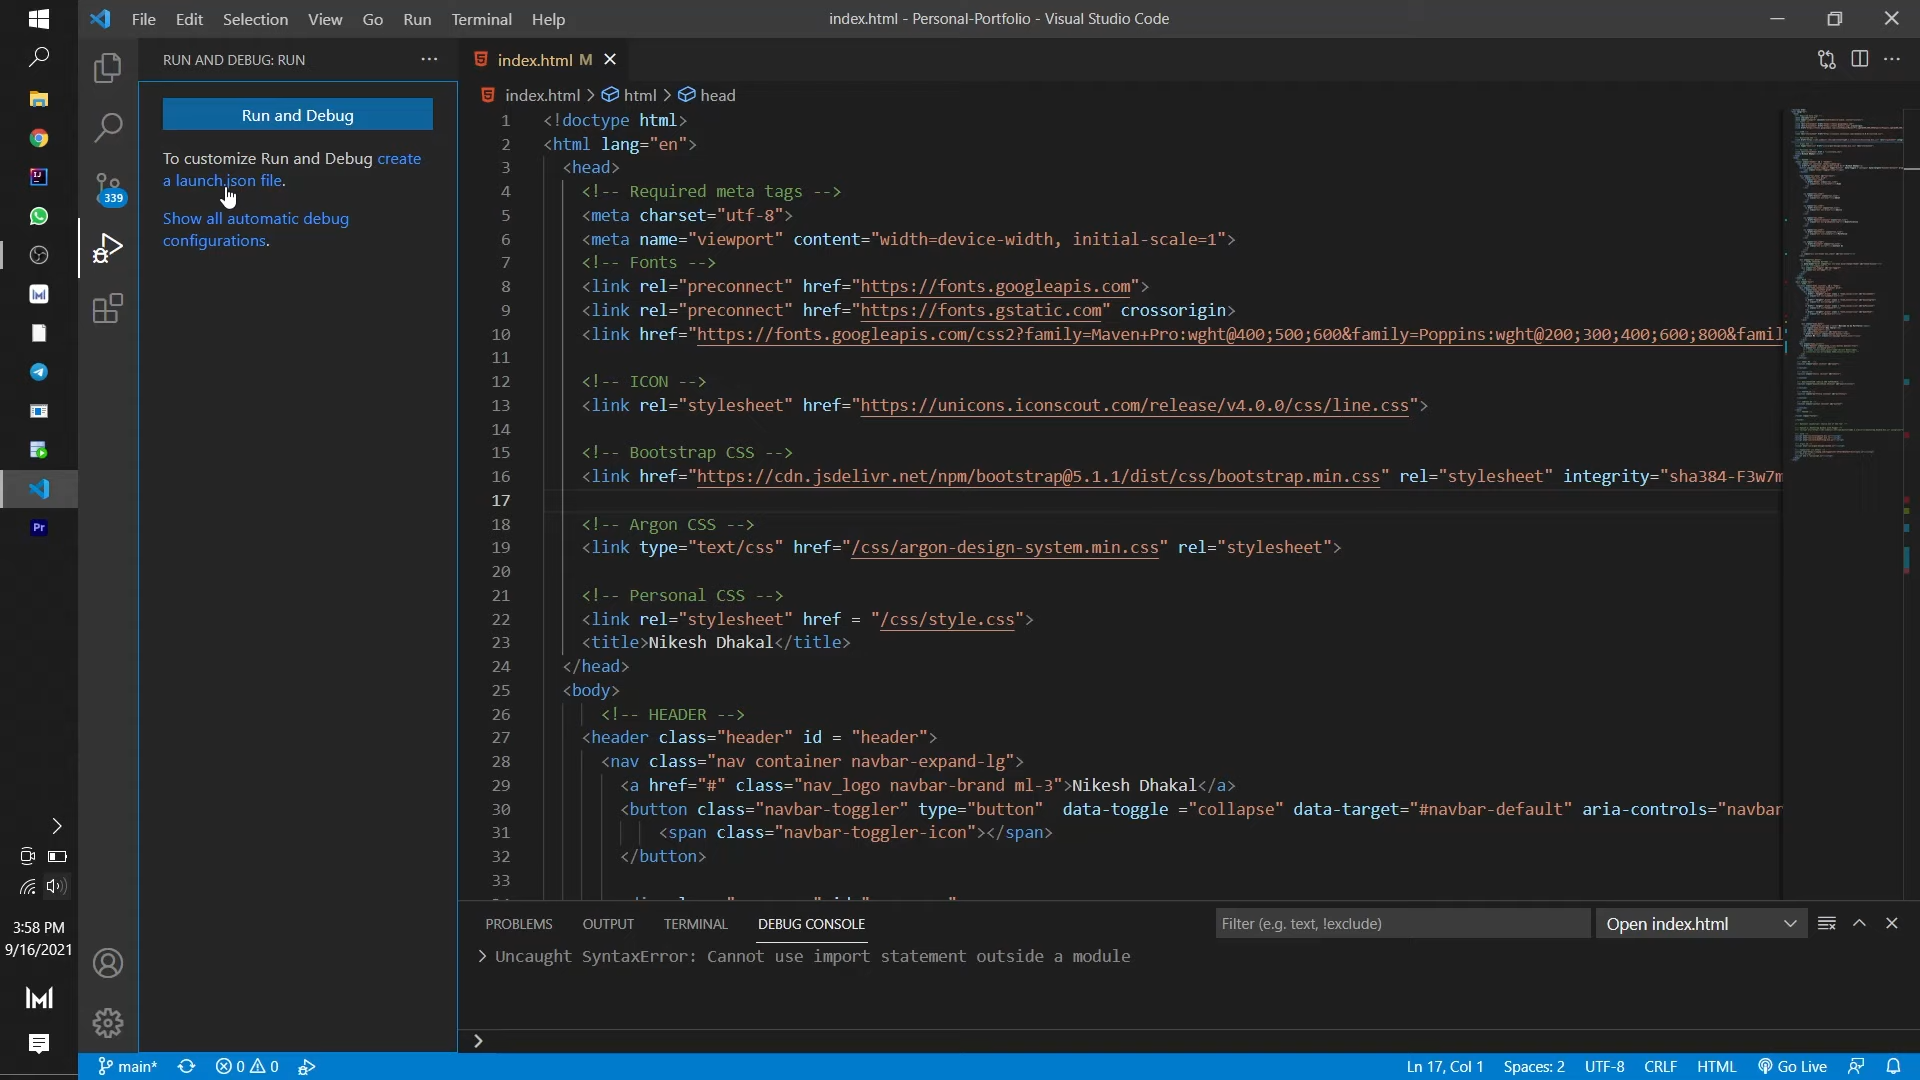 File Edit Selection View Go Run Terminal Help
index.html - Personal-Portfolio - Visual Studio Code
RUN AND DEBUG: RUN
Run and Debug
To customize Run and Debug create
a launch.json file.
Show all automatic debug
configurations.
339
index.html M
index.html > html > head
1 <!doctype html>
2 <html lang="en">
3 <head>
4 <!-- Required meta tags -->
5 <meta charset="utf-8">
6 <meta name="viewport" content="width=device-width, initial-scale=1">
7 <!-- Fonts -->
8 <link rel="preconnect" href="https://fonts.googleapis.com">
9 <link rel="preconnect" href="https://fonts.gstatic.com" crossorigin>
10 <link href="https://fonts.googleapis.com/css2?family=Maven+Pro:wght@400;500;600&family=Poppins:wght@200;300;400;600;800&famil
11
12 <!-- ICON -->
13 <link rel="stylesheet" href="https://unicons.iconscout.com/release/v4.0.0/css/line.css">
14
15 <!-- Bootstrap CSS -->
16 <link href="https://cdn.jsdelivr.net/npm/bootstrap@5.1.1/dist/css/bootstrap.min.css" rel="stylesheet" integrity="sha384-F3w7m
17
18 <!-- Argon CSS -->
19 <link type="text/css" href="/css/argon-design-system.min.css" rel="stylesheet">
20
21 <!-- Personal CSS -->
22 <link rel="stylesheet" href = "/css/style.css">
23 <title>Nikesh Dhakal</title>
24 </head>
25 <body>
26 <!-- HEADER -->
27 <header class="header" id = "header">
28 <nav class="nav container navbar-expand-lg">
29 <a href="#" class="nav_logo navbar-brand ml-3">Nikesh Dhakal</a>
30 <button class="navbar-toggler" type="button" data-toggle ="collapse" data-target="#navbar-default" aria-controls="navbar
31 <span class="navbar-toggler-icon"></span>
32 </button>
33
PROBLEMS OUTPUT TERMINAL DEBUG CONSOLE
Filter (e.g. text, !exclude)
Open index.html
> Uncaught SyntaxError: Cannot use import statement outside a module
>
Pr
3:58 PM
9/16/2021
main* 0 0
Ln 17, Col 1 Spaces: 2 UTF-8 CRLF HTML Go Live